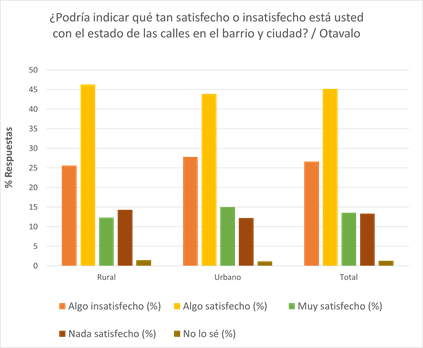 ¿Podría indicar qué tan satisfecho o insatisfecho está usted
con el estado de las calles en el barrio y ciudad? / Otavalo
% Respuestas
50
45
40
35
30
25
20
15
10
5
0
Rural Urbano Total
Algo insatisfecho (%) Algo satisfecho (%) Muy satisfecho (%)
Nada satisfecho (%) No lo sé (%)